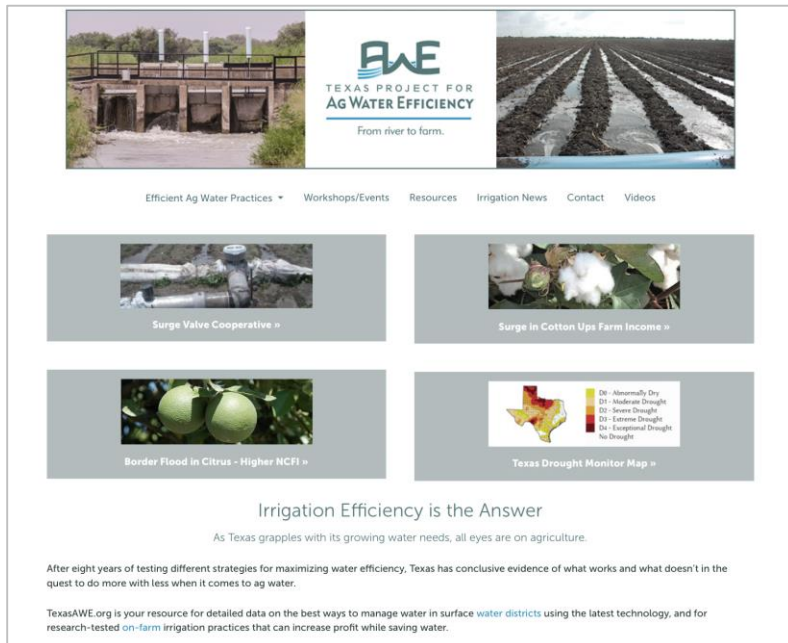 AWE
TEXAS PROJECT FOR
AG WATER EFFICIENCY
From river to farm.
Efficient Ag Water Practices Workshops/Events Resources Irrigation News Contact Videos
Surge Valve Cooperative »
Surge in Cotton Ups Farm Income »
Border Flood in Citrus - Higher NCFI »
D0 - Abnormally Dry
D1 - Moderate Drought
D2 - Severe Drought
D3 - Extreme Drought
D4 - Exceptional Drought
No Drought
Texas Drought Monitor Map »
Irrigation Efficiency is the Answer
As Texas grapples with its growing water needs, all eyes are on agriculture.
After eight years of testing different strategies for maximizing water efficiency, Texas has conclusive evidence of what works and what doesn't in the
quest to do more with less when it comes to ag water.
TexasAWE.org is your resource for detailed data on the best ways to manage water in surface water districts using the latest technology, and for
research-tested on-farm irrigation practices that can increase profit while saving water.